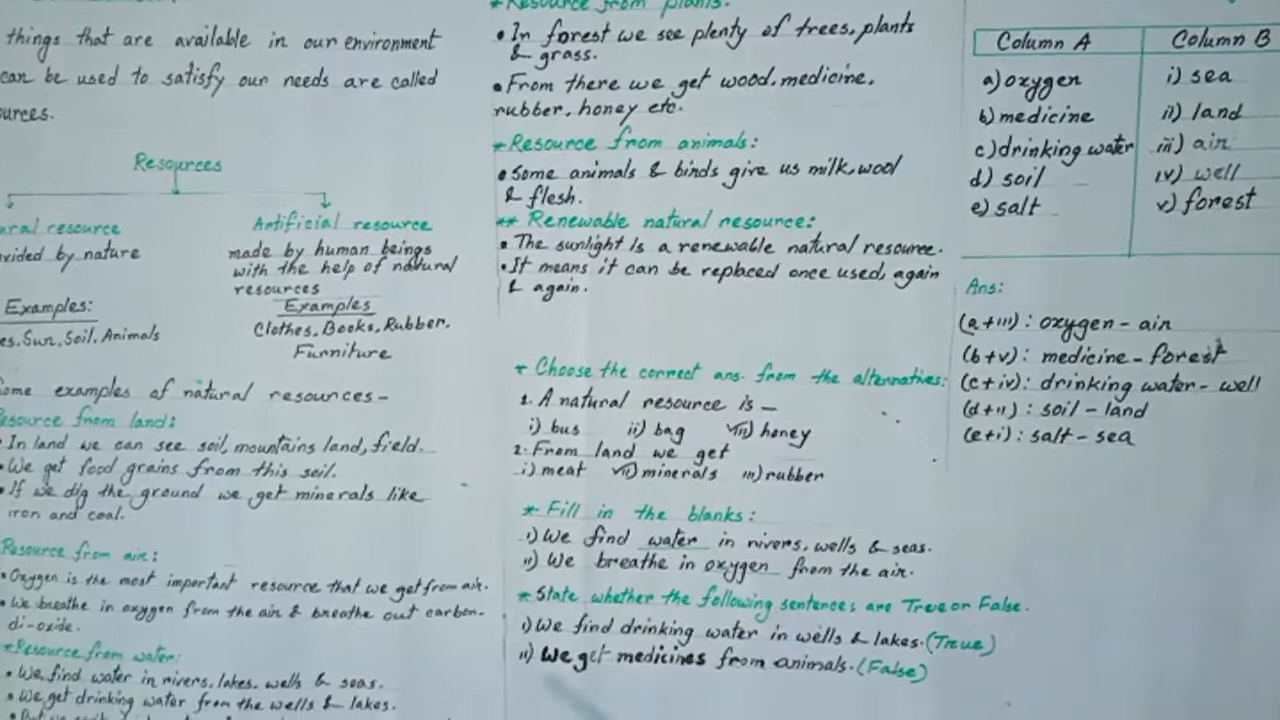 things that are available in our environment
can be used to satisfy our needs are called
Resources
Artificial resource
resource
by nature
made by human beings
with the help of natural
resources
Examples:
Sun, Soil, Animals
Examples
Clothes, Books, Rubber,
Furniture
examples of natural resources-
from land:
• In land we can see soil, mountains land, field.
• We get food grains from this soil.
• If we dig the ground we get minerals like
iron and coal.
Resource from air:
• Oxygen is the most important resource that we get from air.
• We breathe in oxygen from the air & breathe out carbon-
di-oxide.
*Resource from water:
• We find water in rivers, lakes, wells & seas.
• We get drinking water from the wells & lakes.
* Resource from plants:
• In forest we see plenty of trees, plants
& grass.
• From there we get wood, medicine,
rubber, honey etc.
* Resource from animals:
• Some animals & birds give us milk, wool
& flesh.
** Renewable natural resource:
• The sunlight is a renewable natural resource.
• It means it can be replaced once used, again
& again.
* Choose the correct ans. from the alternatives:
1. A natural resource is —
i) bus ii) bag ✓iii) honey
2. From land we get
i) meat ✓ii) minerals iii) rubber
* Fill in the blanks:
i) We find water in rivers, wells & seas.
ii) We breathe in oxygen from the air.
* State whether the following sentences are True or False.
i) We find drinking water in wells & lakes. (True)
ii) We get medicines from animals. (False)
Column A Column B
a) oxygen i) sea
b) medicine ii) land
c) drinking water iii) air
d) soil iv) well
e) salt v) forest
Ans:
(a+iii): oxygen - air
(b+v): medicine - forest
(c+iv): drinking water - well
(d+ii): soil - land
(e+i): salt - sea